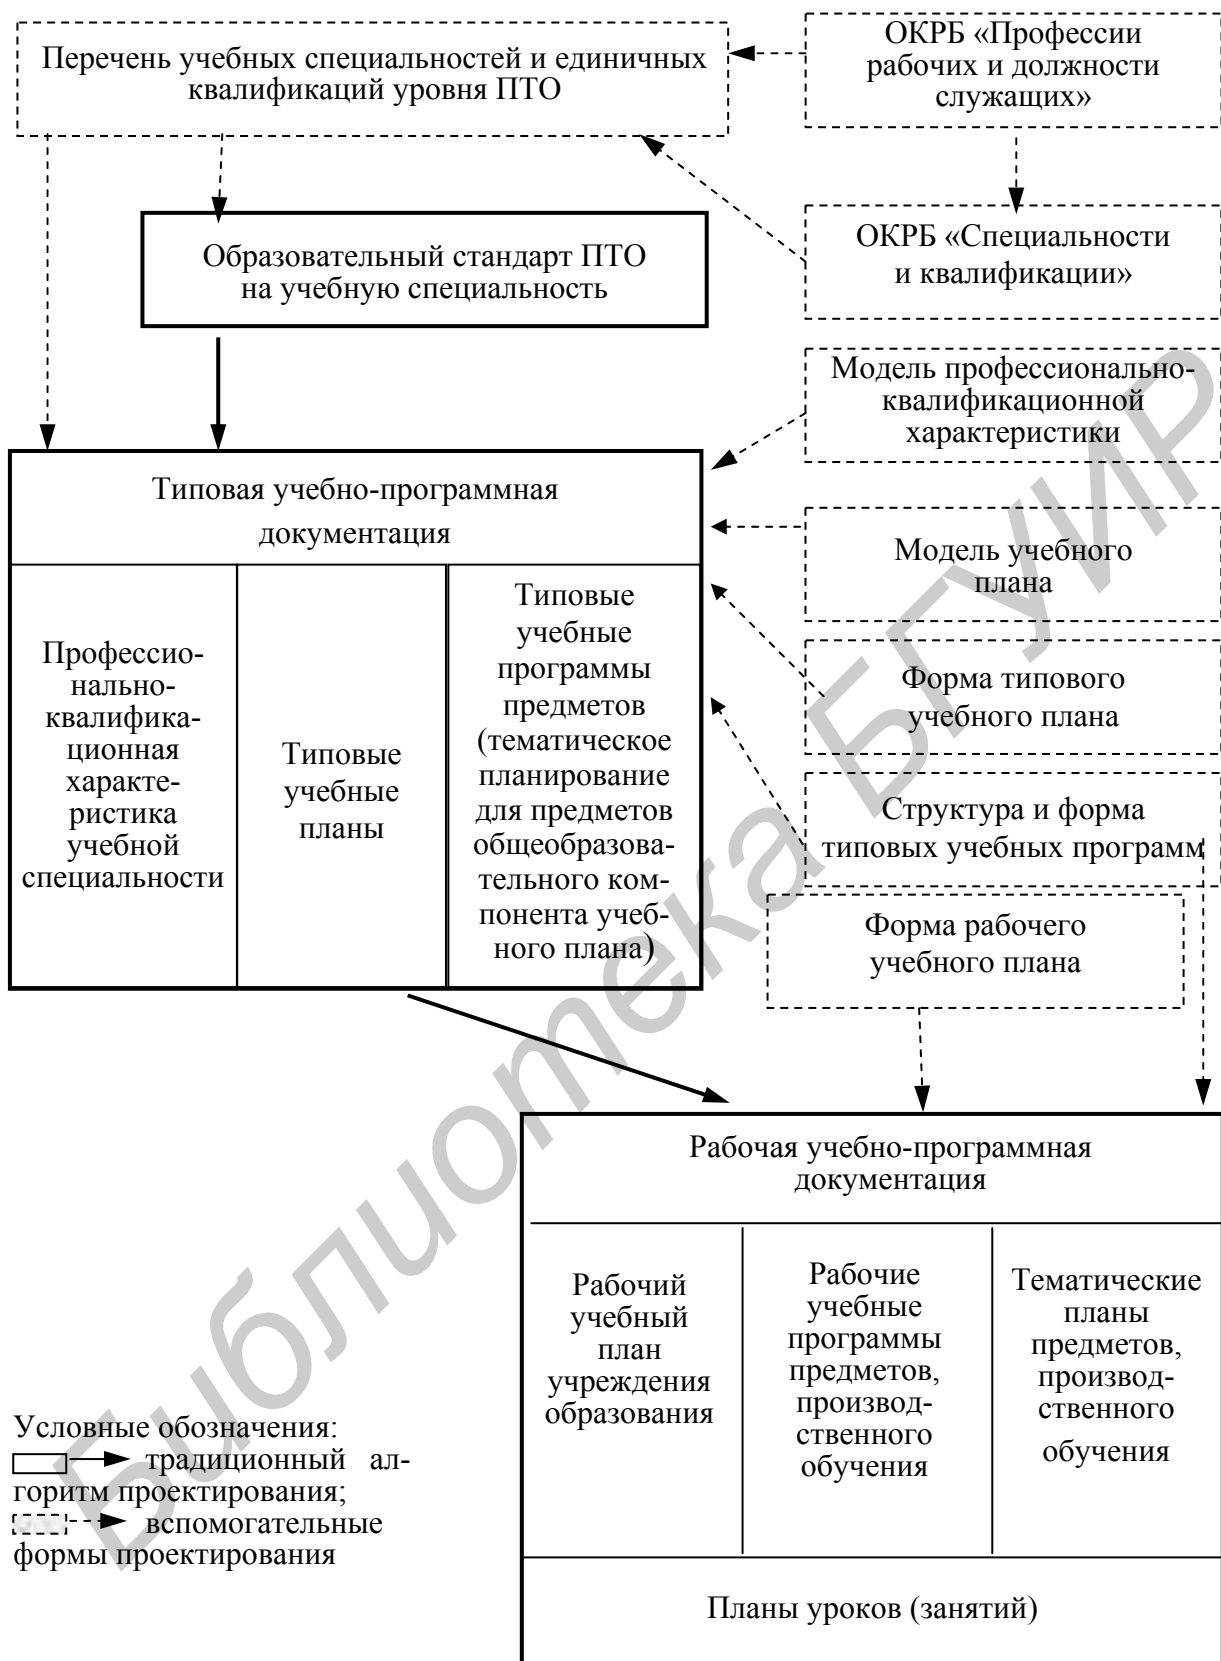 Перечень учебных специальностей и единичных
квалификаций уровня ПТО
ОКРБ «Профессии
рабочих и должности
служащих»
Образовательный стандарт ПТО
на учебную специальность
ОКРБ «Специальности
и квалификации»
Модель профессионально-
квалификационной
характеристики
Типовая учебно-программная
документация
Модель учебного
плана
Профессио-
нально-
квалифика-
ционная
характе-
ристика
учебной
специальности
Типовые
учебные
планы
Типовые
учебные
программы
предметов
(тематическое
планирование
для предметов
общеобразова-
тельного ком-
понента учеб-
ного плана)
Форма типового
учебного плана
Структура и форма
типовых учебных программ
Форма рабочего
учебного плана
Рабочая учебно-программная
документация
Рабочий
учебный
план
учреждения
образования
Рабочие
учебные
программы
предметов,
производ-
ственного
обучения
Тематические
планы
предметов,
производ-
ственного
обучения
Планы уроков (занятий)
Условные обозначения:
традиционный ал-
горитм проектирования;
вспомогательные
формы проектирования
Библиотека БГУИР